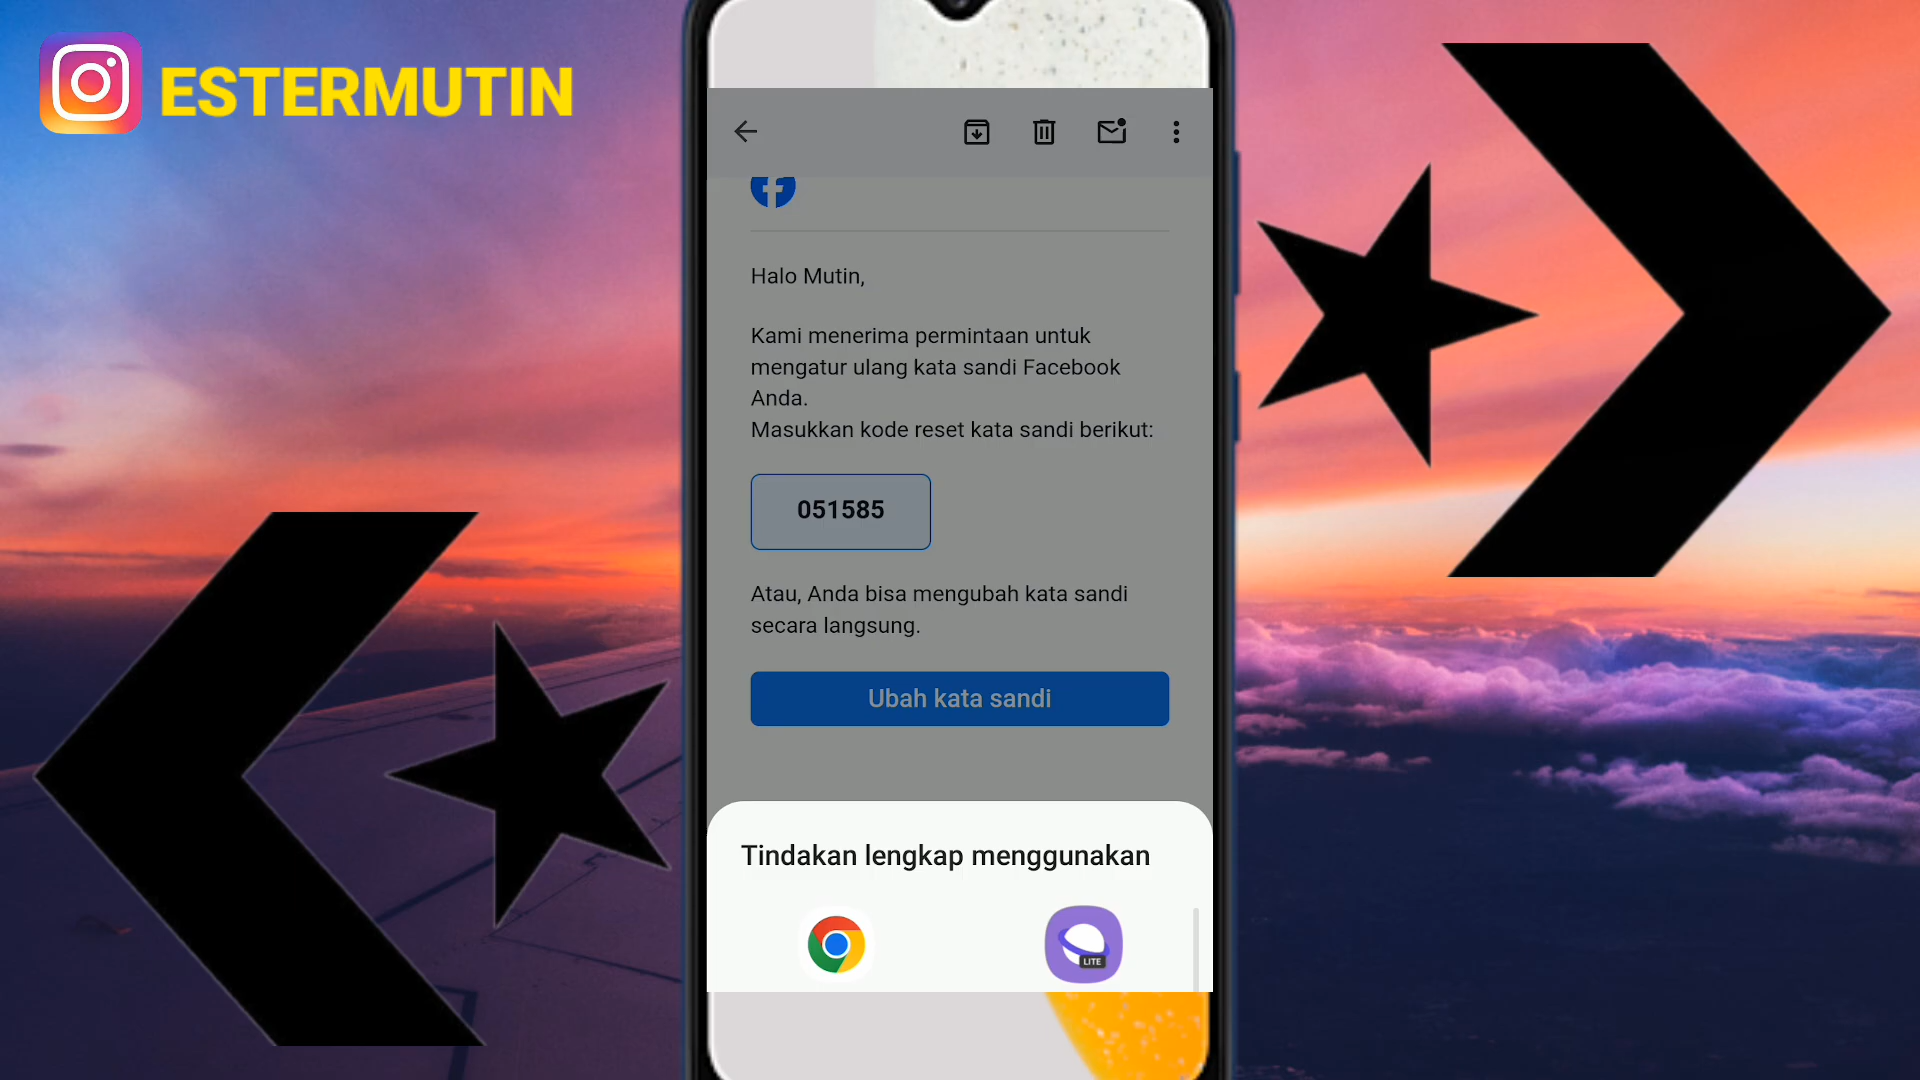 ESTERMUTIN
Halo Mutin,
Kami menerima permintaan untuk
mengatur ulang kata sandi Facebook
Anda.
Masukkan kode reset kata sandi berikut:
051585
Atau, Anda bisa mengubah kata sandi
secara langsung.
Ubah kata sandi
Tindakan lengkap menggunakan
LITE